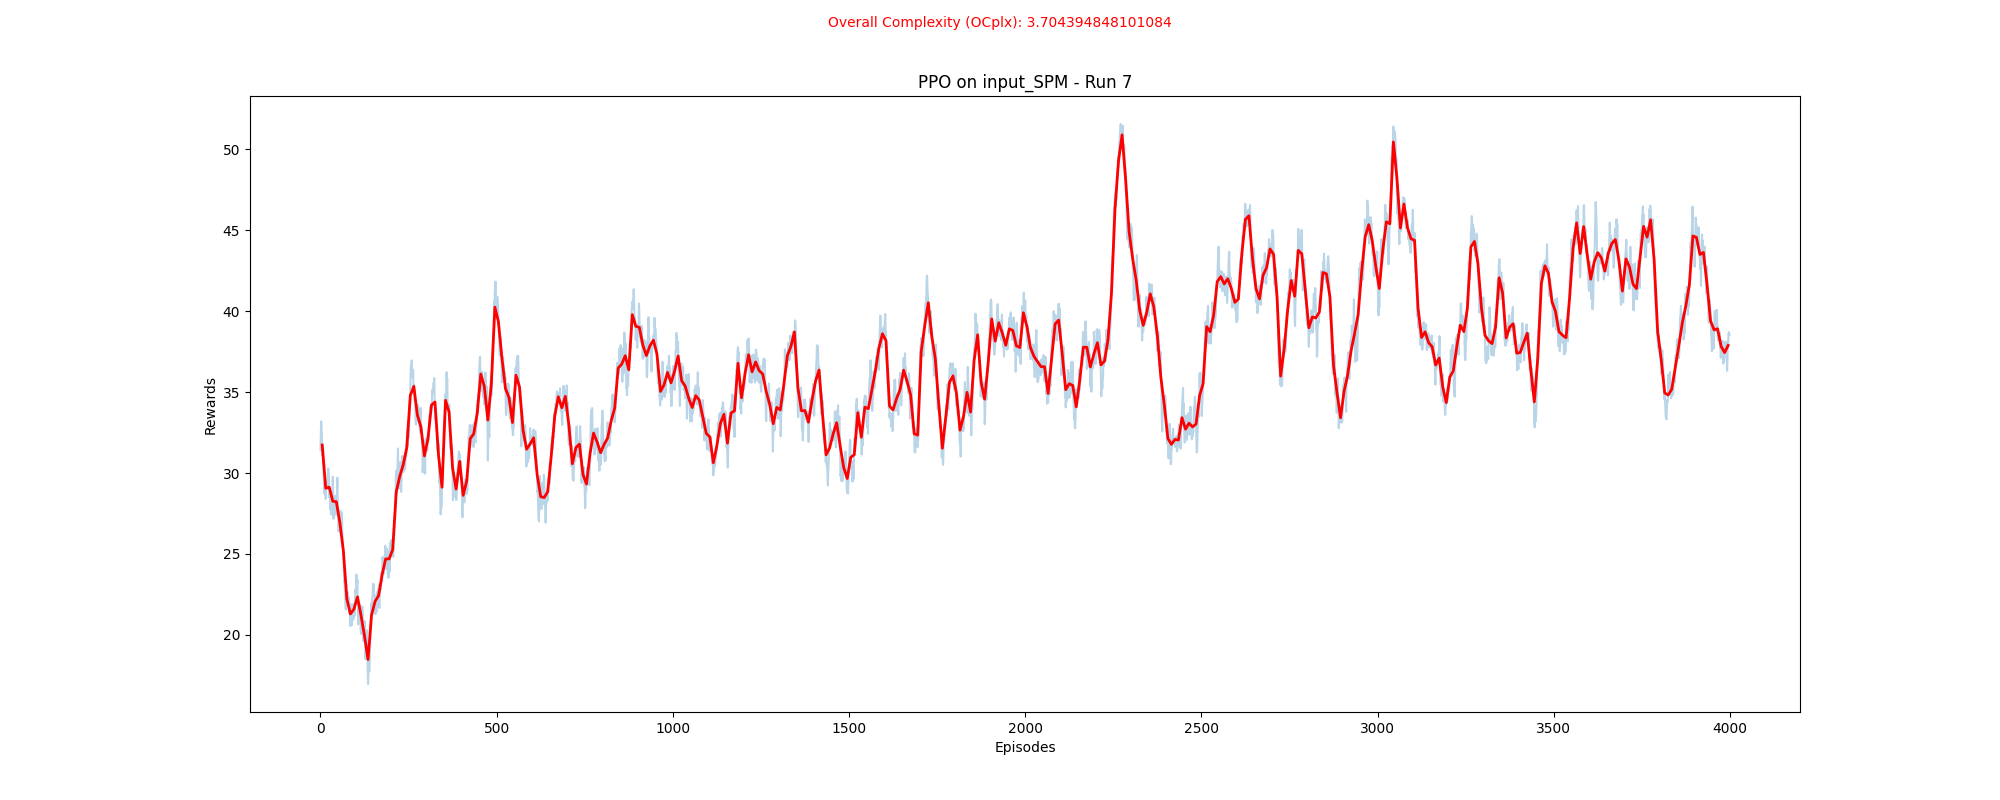 Overall Complexity (OCplx): 3.704394848101084
PPO on input_SPM - Run 7
50
45
40
35
30
25
20
Rewards
0 500 1000 1500 2000 2500 3000 3500 4000
Episodes